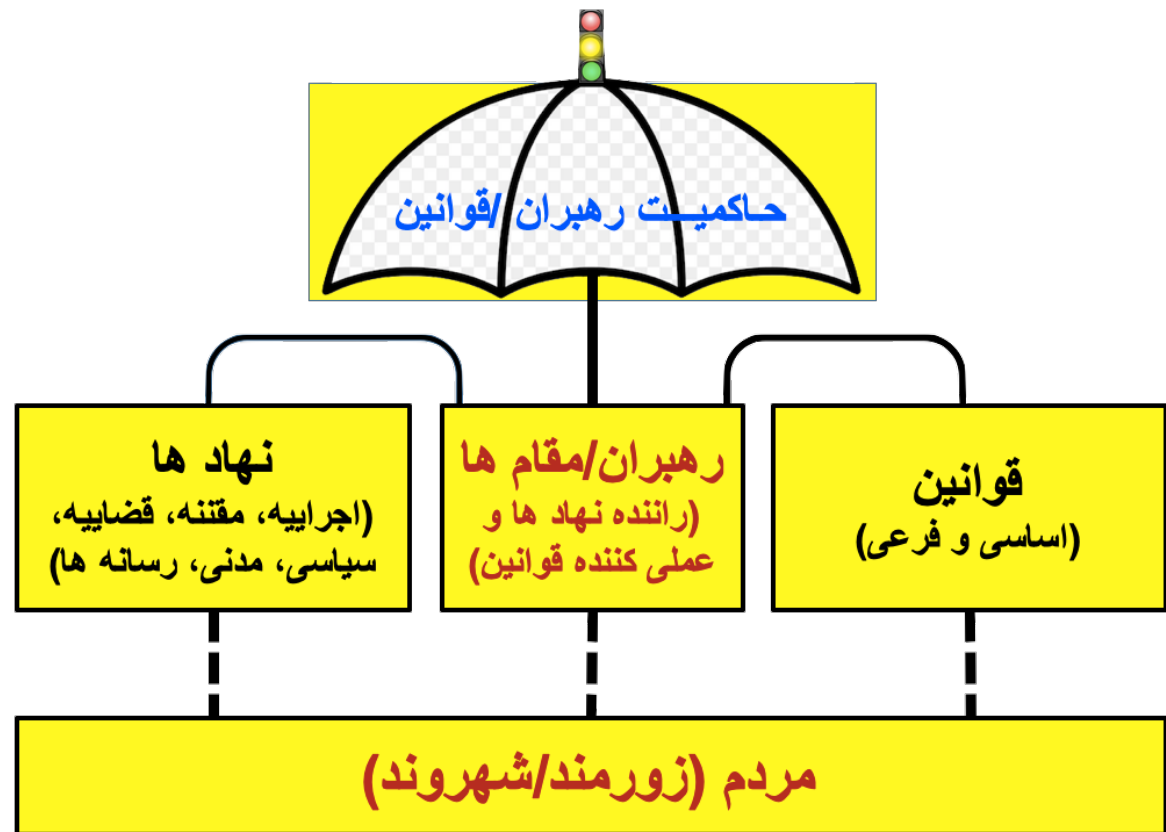 حاکمیت رهبران /قوانین
قوانین
(اساسی و فرعی)
رهبران/مقام ها
(راننده نهاد ها و
عملی کننده قوانین)
نهاد ها
(اجراییه، مقننه، قضاییه،
سیاسی، مدنی، رسانه ها)
مردم (زورمند/شهروند)